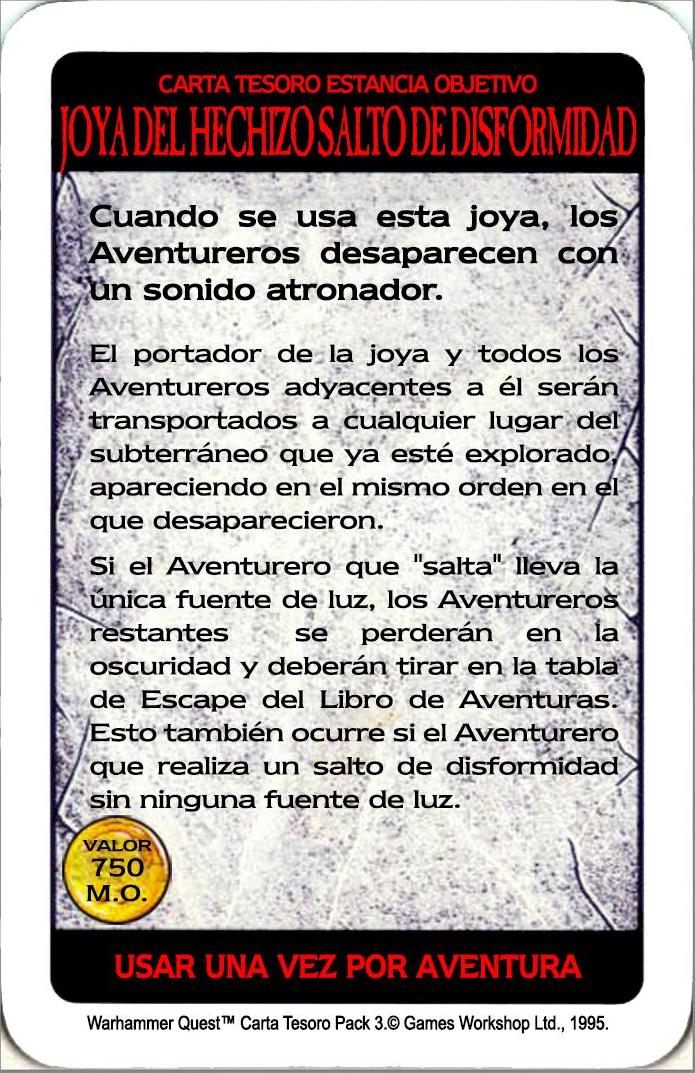 CARTA TESORO ESTANCIA OBJETIVO
JOYA DEL HECHIZO SALTO DE DISFORMIDAD
Cuando se usa esta joya, los
Aventureros desaparecen con
un sonido atronador.
El portador de la joya y todos los
Aventureros adyacentes a él serán
transportados a cualquier lugar del
subterráneo que ya esté explorado,
apareciendo en el mismo orden en el
que desaparecieron.
Si el Aventurero que "salta" lleva la
única fuente de luz, los Aventureros
restantes se perderán en la
oscuridad y deberán tirar en la tabla
de Escape del Libro de Aventuras.
Esto también ocurre si el Aventurero
que realiza un salto de disformidad
sin ninguna fuente de luz.
VALOR
750
M.O.
USAR UNA VEZ POR AVENTURA
Warhammer Quest™ Carta Tesoro Pack 3.© Games Workshop Ltd., 1995.